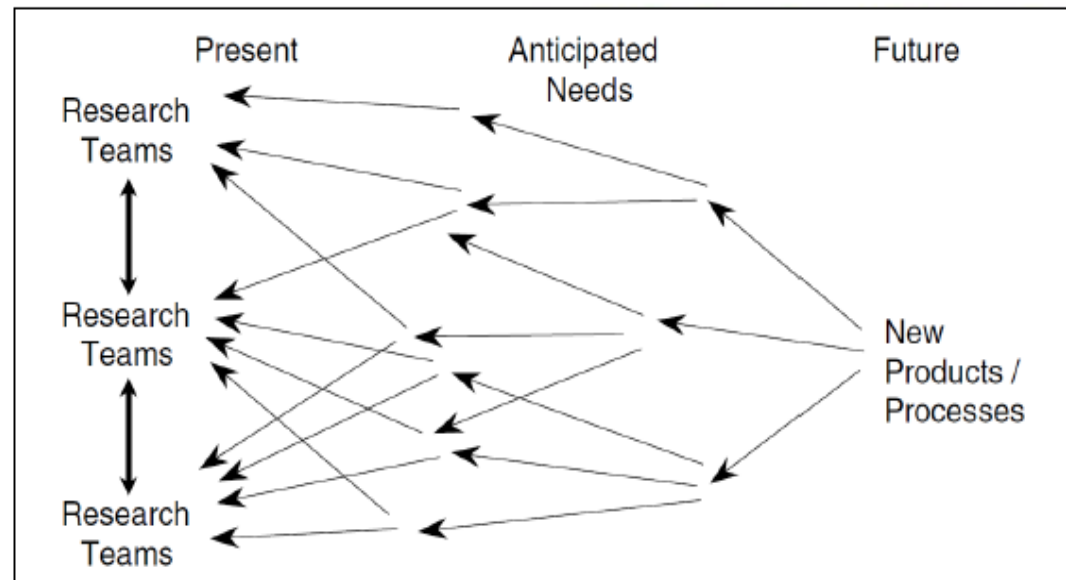 Present
Anticipated
Needs
Future
Research
Teams
Research
Teams
New
Products /
Processes
Research
Teams